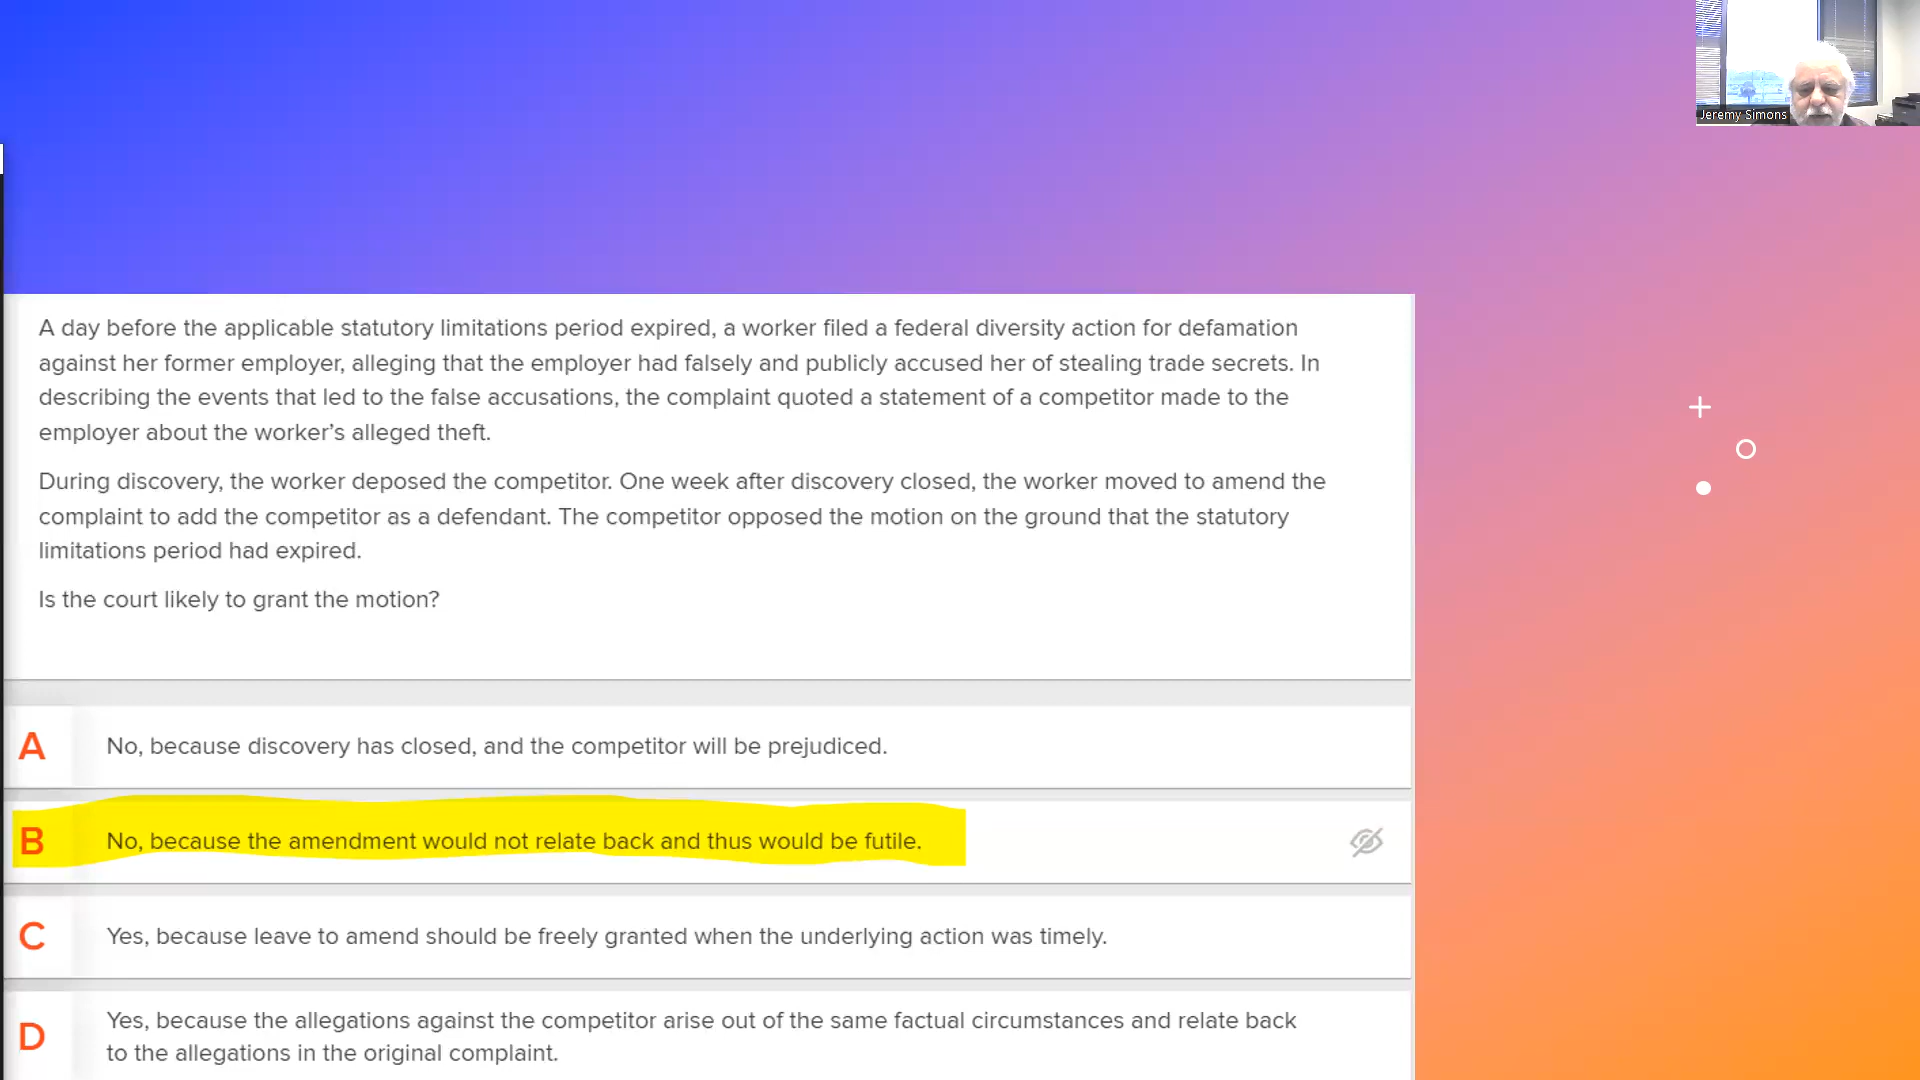 Jeremy Simons
A day before the applicable statutory limitations period expired, a worker filed a federal diversity action for defamation
against her former employer, alleging that the employer had falsely and publicly accused her of stealing trade secrets. In
describing the events that led to the false accusations, the complaint quoted a statement of a competitor made to the
employer about the worker’s alleged theft.
During discovery, the worker deposed the competitor. One week after discovery closed, the worker moved to amend the
complaint to add the competitor as a defendant. The competitor opposed the motion on the ground that the statutory
limitations period had expired.
Is the court likely to grant the motion?
A No, because discovery has closed, and the competitor will be prejudiced.
B No, because the amendment would not relate back and thus would be futile.
C Yes, because leave to amend should be freely granted when the underlying action was timely.
D Yes, because the allegations against the competitor arise out of the same factual circumstances and relate back
to the allegations in the original complaint.